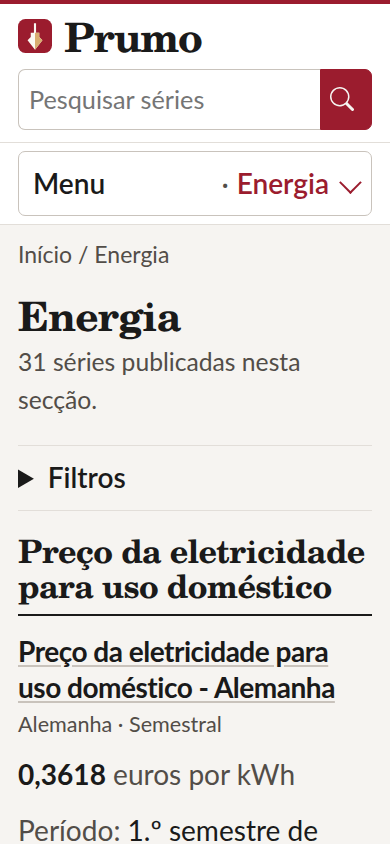 Prumo
Pesquisar séries
Menu · Energia
Início / Energia
Energia
31 séries publicadas nesta
secção.
Filtros
Preço da eletricidade
para uso doméstico
Preço da eletricidade para
uso doméstico - Alemanha
Alemanha · Semestral
0,3618 euros por kWh
Período: 1.º semestre de